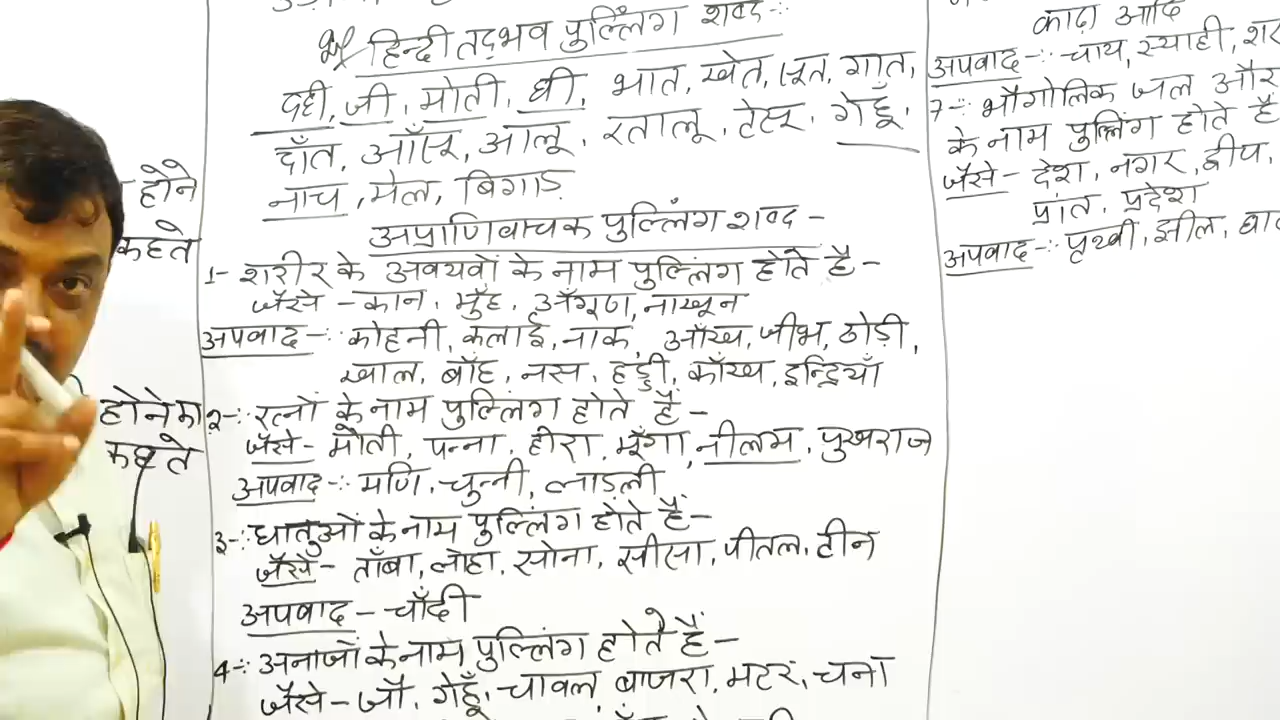 होने
कहते
होने का
कहते
हिन्दी तद्भव पुल्लिंग शब्द -:
दही, जी, मोती, घी, भात, खेत, सूत, गात,
दाँत, आँसू, आलू, रतालू, टेसू, गेहूँ,
नाच, मेल, बिगाड़
अप्राणिवाचक पुल्लिंग शब्द -
1- शरीर के अवयवों के नाम पुल्लिंग होते है -
जैसे - कान, मुँह, अँगूठा, नाखून
अपवाद -: कोहनी, कलाई, नाक, आँख, जीभ, ठोड़ी,
खाल, बाँह, नस, हड्डी, काँख, इन्द्रियाँ
2-: रत्नों के नाम पुल्लिंग होते हैं -
जैसे - मोती, पन्ना, हीरा, मूँगा, नीलम, पुखराज
अपवाद -: मणि, चुन्नी, लाड़ली
3-: धातुओं के नाम पुल्लिंग होते हैं -
जैसे - ताँबा, लोहा, सोना, सीसा, पीतल, टीन
अपवाद - चाँदी
4-: अनाजों के नाम पुल्लिंग होते हैं -
जैसे - जौ, गेहूँ, चावल, बाजरा, मटर, चना
काढ़ा आदि
अपवाद -: चाय, स्याही,
7-: भौगोलिक जल और
के नाम पुल्लिंग होते हैं
जैसे - देश, नगर, द्वीप,
प्रांत, प्रदेश
अपवाद -: पृथ्वी, झील,